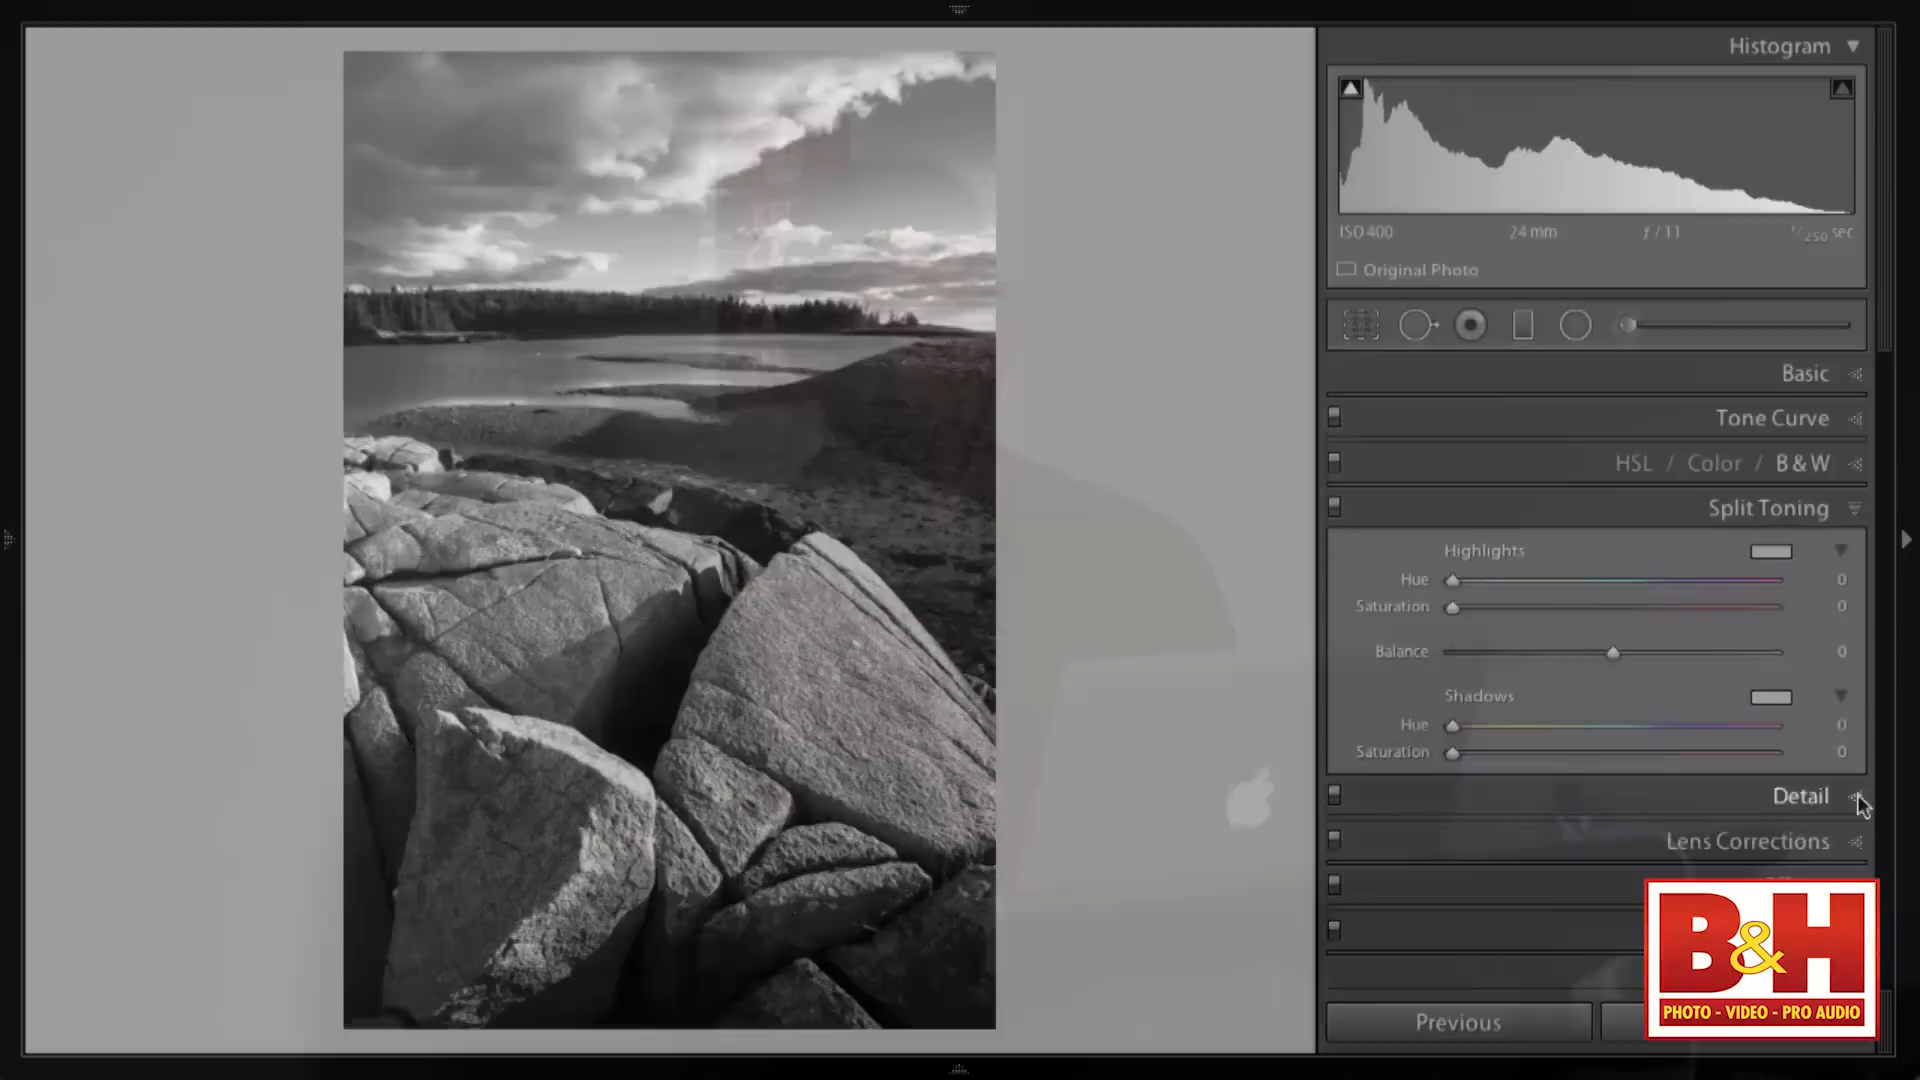 Histogram
ISO 400 24 mm ƒ / 11 1/250 sec
Original Photo
Basic
Tone Curve
HSL / Color / B & W
Split Toning
Highlights
Hue 0
Saturation 0
Balance 0
Shadows
Hue 0
Saturation 0
Detail
Lens Corrections
Previous
B&H
PHOTO - VIDEO - PRO AUDIO